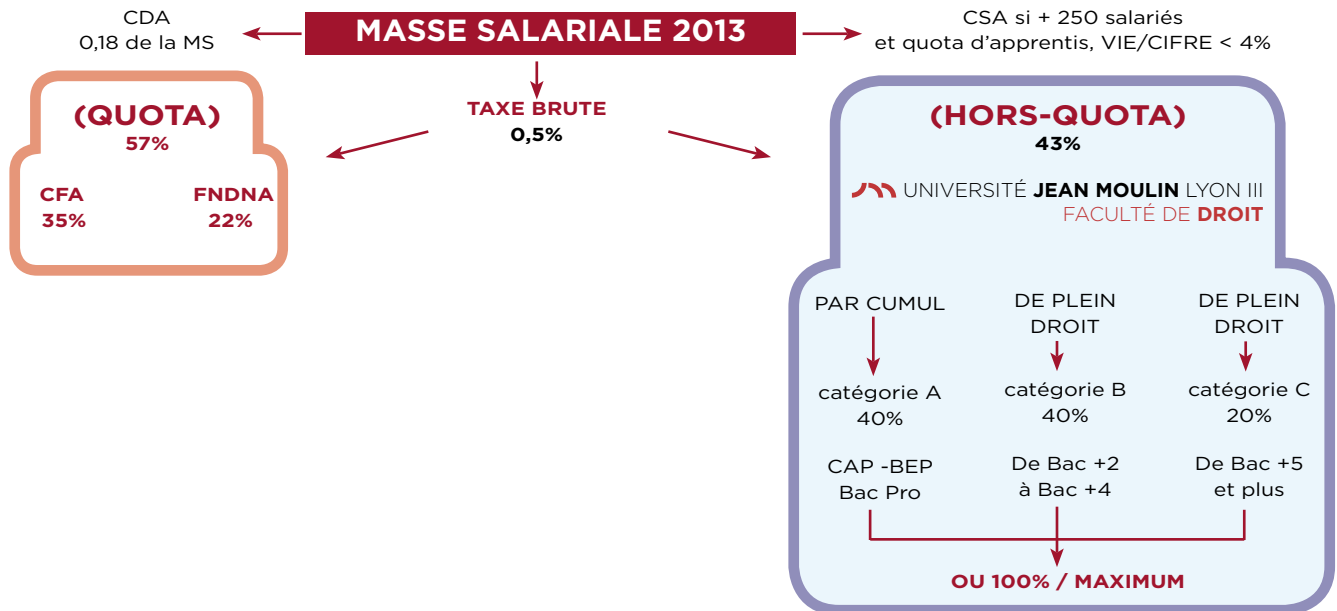 CDA
0,18 de la MS
MASSE SALARIALE 2013
CSA si + 250 salariés
et quota d'apprentis, VIE/CIFRE < 4%
(QUOTA)
57%
CFA
35%
FNDNA
22%
TAXE BRUTE
0,5%
(HORS-QUOTA)
43%
UNIVERSITÉ JEAN MOULIN LYON III
FACULTÉ DE DROIT
PAR CUMUL
catégorie A
40%
CAP -BEP
Bac Pro
DE PLEIN
DROIT
catégorie B
40%
De Bac +2
à Bac +4
DE PLEIN
DROIT
catégorie C
20%
De Bac +5
et plus
OU 100% / MAXIMUM